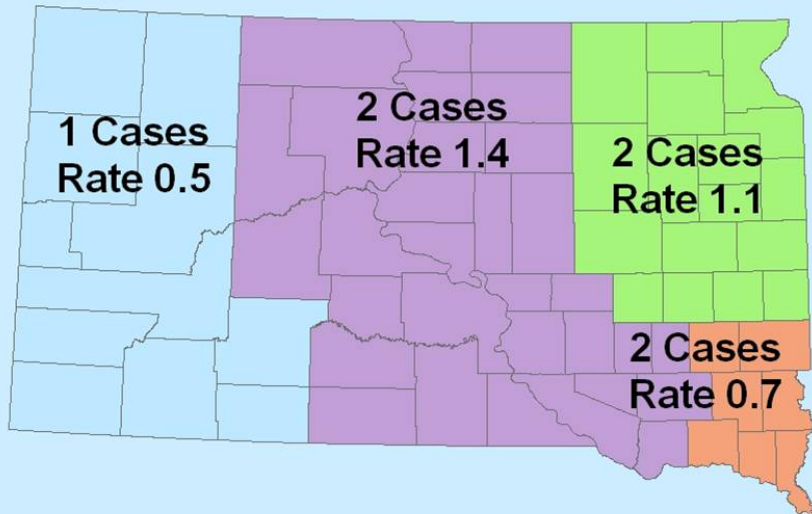 1 Cases
Rate 0.5
2 Cases
Rate 1.4
2 Cases
Rate 1.1
2 Cases
Rate 0.7